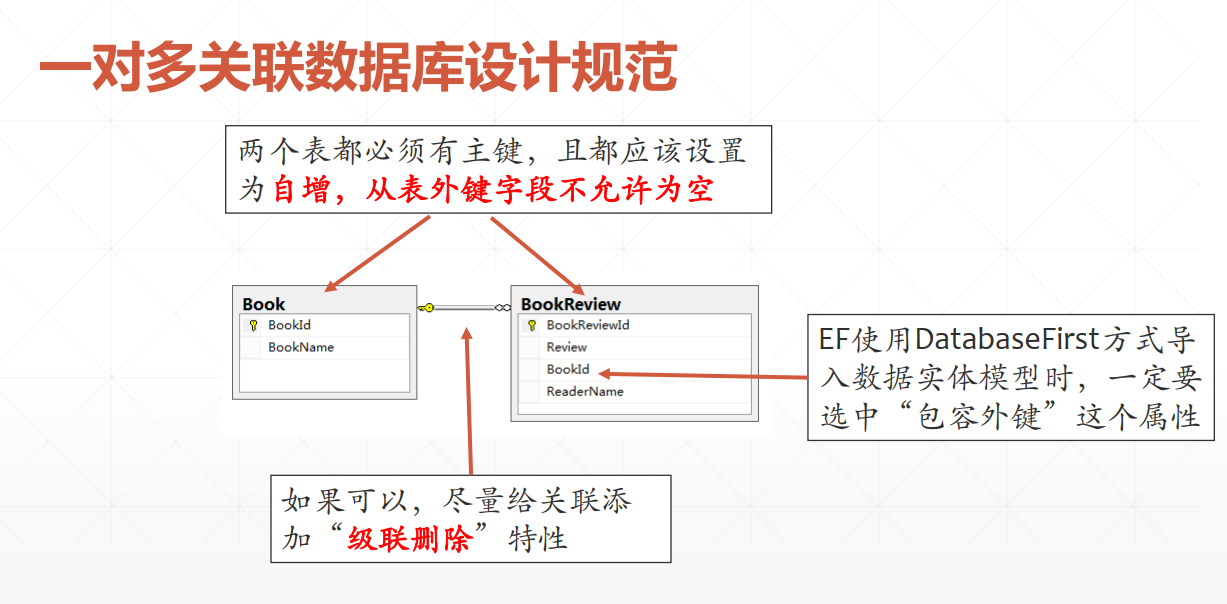 一对多关联数据库设计规范
两个表都必须有主键，且都应该设置
为自增，从表外键字段不允许为空
Book
BookId
BookName
BookReview
BookReviewId
Review
BookId
ReaderName
EF使用DatabaseFirst方式导
入数据实体模型时，一定要
选中“包容外键”这个属性
如果可以，尽量给关联添
加“级联删除”特性